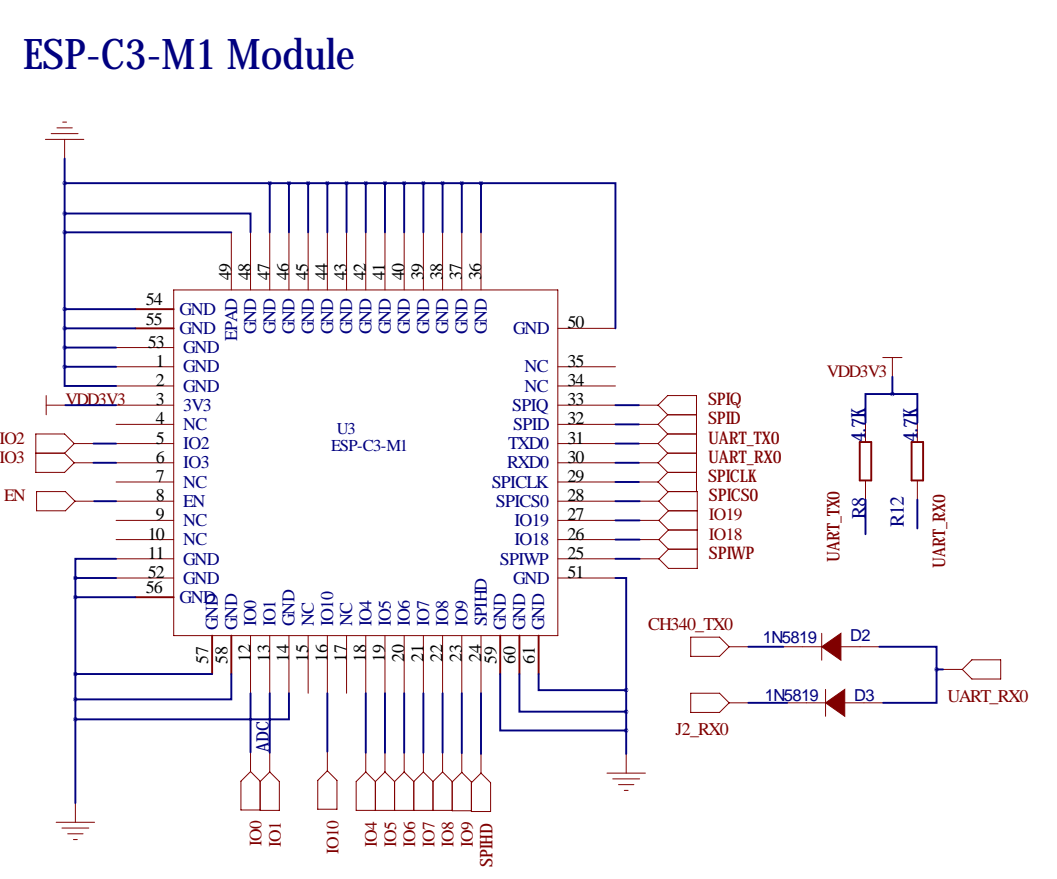 ESP-C3-M1 Module
49 48 47 46 45 44 43 42 41 40 39 38 37 36
EPAD GND GND GND GND GND GND GND GND GND GND GND GND GND
54 GND
55 GND
53 GND
1 GND
2 GND
VDD3V3 3 3V3
4 NC
IO2 5 IO2
IO3 6 IO3
7 NC
EN 8 EN
9 NC
10 NC
11 GND
52 GND
56 GND
U3
ESP-C3-M1
GND 50
NC 35
NC 34
SPIQ 33 SPIQ
SPID 32 SPID
TXD0 31 UART_TX0
RXD0 30 UART_RX0
SPICLK 29 SPICLK
SPICS0 28 SPICS0
IO19 27 IO19
IO18 26 IO18
SPIWP 25 SPIWP
GND 51
GND GND IO0 IO1 GND NC IO10 NC IO4 IO5 IO6 IO7 IO8 IO9 SPIHD GND GND GND
57 58 12 13 14 15 16 17 18 19 20 21 22 23 24 59 60 61
ADC
IO0 IO1 IO10 IO4 IO5 IO6 IO7 IO8 IO9 SPIHD
VDD3V3
4.7K 4.7K
R8 R12
UART_TX0 UART_RX0
CH340_TX0
1N5819 D2
1N5819 D3
J2_RX0
UART_RX0